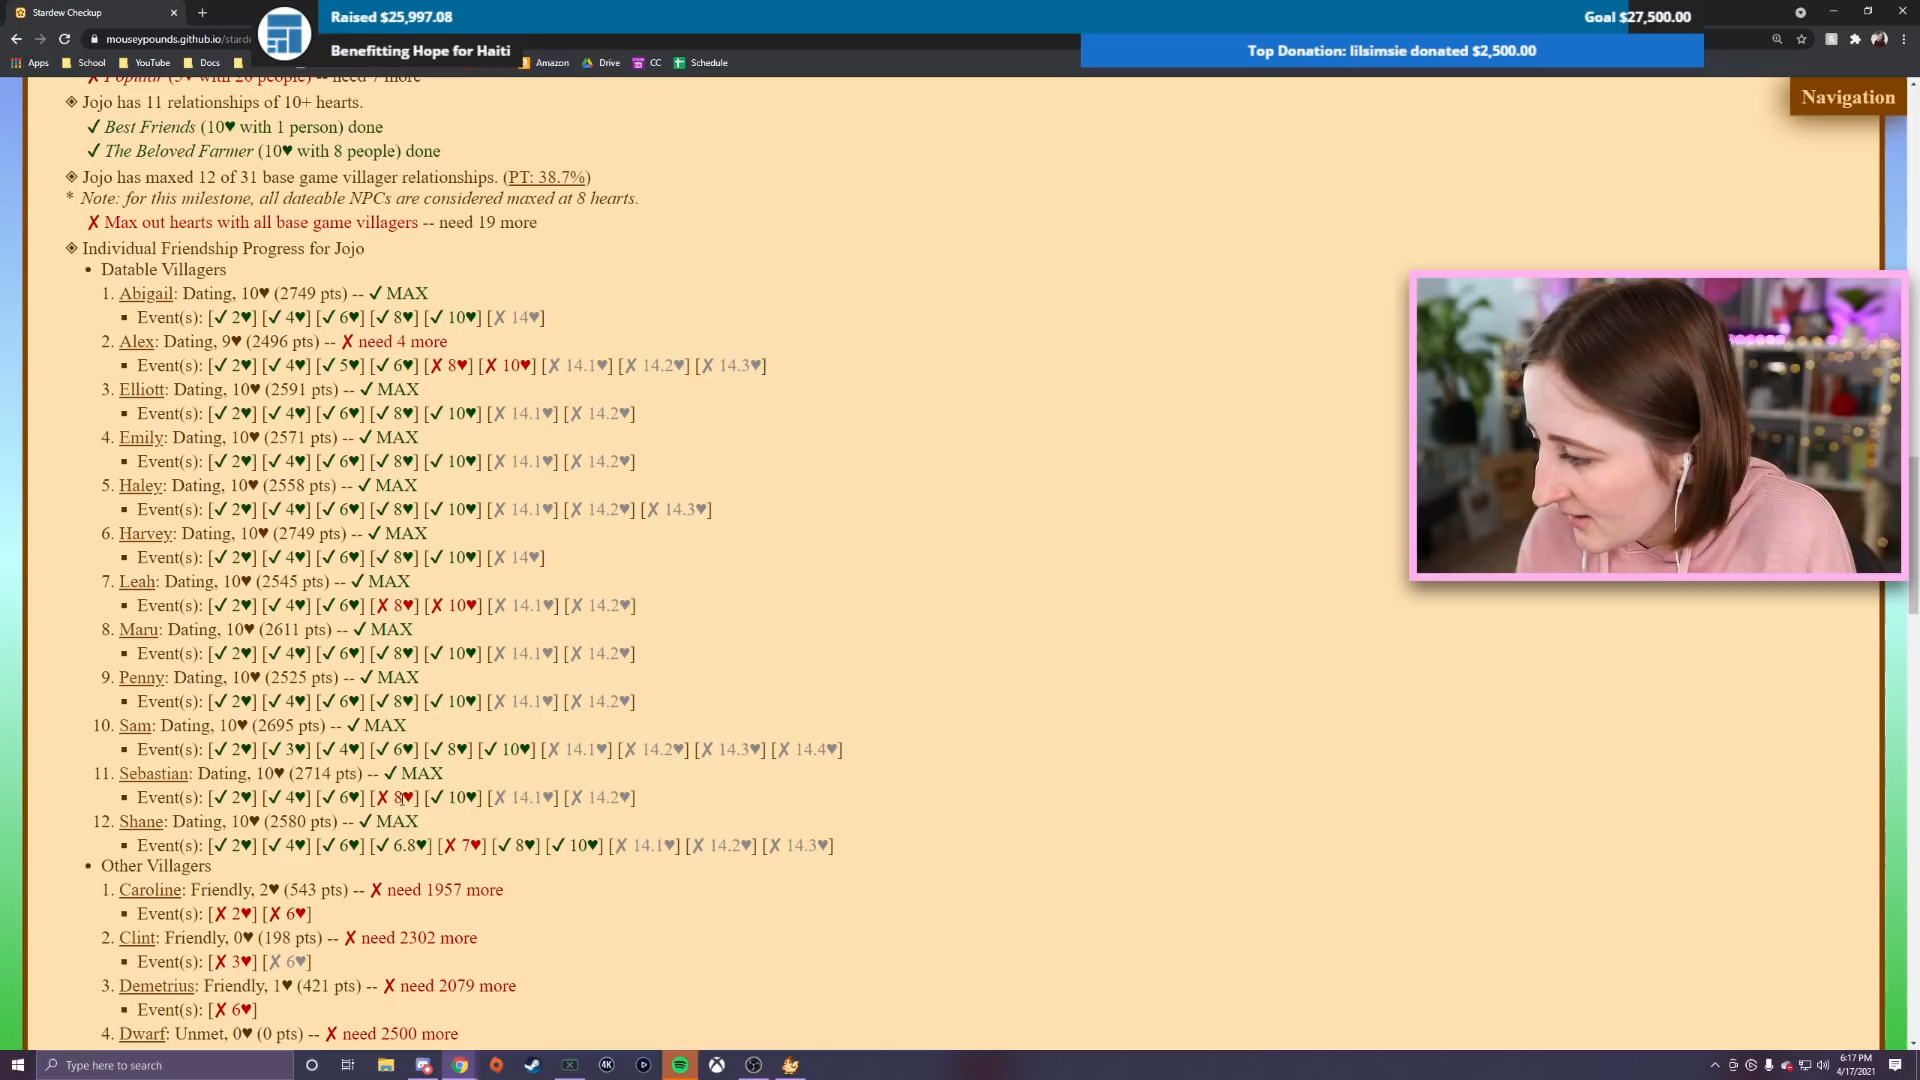 Stardew Checkup
Raised $25,997.08
Goal $27,500.00
Benefitting Hope for Haiti
Top Donation: lilsimsie donated $2,500.00
mouseypounds.github.io/stard
Apps School YouTube Docs Amazon Drive CC Schedule
Navigation
✗ Popular (5♥ with 20 people) -- need 7 more
◈ Jojo has 11 relationships of 10+ hearts.
✓ Best Friends (10♥ with 1 person) done
✓ The Beloved Farmer (10♥ with 8 people) done
◈ Jojo has maxed 12 of 31 base game villager relationships. (PT: 38.7%)
* Note: for this milestone, all dateable NPCs are considered maxed at 8 hearts.
✗ Max out hearts with all base game villagers -- need 19 more
◈ Individual Friendship Progress for Jojo
• Datable Villagers
1. Abigail: Dating, 10♥ (2749 pts) -- ✓ MAX
▪ Event(s): [✓ 2♥] [✓ 4♥] [✓ 6♥] [✓ 8♥] [✓ 10♥] [✗ 14♥]
2. Alex: Dating, 9♥ (2496 pts) -- ✗ need 4 more
▪ Event(s): [✓ 2♥] [✓ 4♥] [✓ 5♥] [✓ 6♥] [✗ 8♥] [✗ 10♥] [✗ 14.1♥] [✗ 14.2♥] [✗ 14.3♥]
3. Elliott: Dating, 10♥ (2591 pts) -- ✓ MAX
▪ Event(s): [✓ 2♥] [✓ 4♥] [✓ 6♥] [✓ 8♥] [✓ 10♥] [✗ 14.1♥] [✗ 14.2♥]
4. Emily: Dating, 10♥ (2571 pts) -- ✓ MAX
▪ Event(s): [✓ 2♥] [✓ 4♥] [✓ 6♥] [✓ 8♥] [✓ 10♥] [✗ 14.1♥] [✗ 14.2♥]
5. Haley: Dating, 10♥ (2558 pts) -- ✓ MAX
▪ Event(s): [✓ 2♥] [✓ 4♥] [✓ 6♥] [✓ 8♥] [✓ 10♥] [✗ 14.1♥] [✗ 14.2♥] [✗ 14.3♥]
6. Harvey: Dating, 10♥ (2749 pts) -- ✓ MAX
▪ Event(s): [✓ 2♥] [✓ 4♥] [✓ 6♥] [✓ 8♥] [✓ 10♥] [✗ 14♥]
7. Leah: Dating, 10♥ (2545 pts) -- ✓ MAX
▪ Event(s): [✓ 2♥] [✓ 4♥] [✓ 6♥] [✗ 8♥] [✗ 10♥] [✗ 14.1♥] [✗ 14.2♥]
8. Maru: Dating, 10♥ (2611 pts) -- ✓ MAX
▪ Event(s): [✓ 2♥] [✓ 4♥] [✓ 6♥] [✓ 8♥] [✓ 10♥] [✗ 14.1♥] [✗ 14.2♥]
9. Penny: Dating, 10♥ (2525 pts) -- ✓ MAX
▪ Event(s): [✓ 2♥] [✓ 4♥] [✓ 6♥] [✓ 8♥] [✓ 10♥] [✗ 14.1♥] [✗ 14.2♥]
10. Sam: Dating, 10♥ (2695 pts) -- ✓ MAX
▪ Event(s): [✓ 2♥] [✓ 3♥] [✓ 4♥] [✓ 6♥] [✓ 8♥] [✓ 10♥] [✗ 14.1♥] [✗ 14.2♥] [✗ 14.3♥] [✗ 14.4♥]
11. Sebastian: Dating, 10♥ (2714 pts) -- ✓ MAX
▪ Event(s): [✓ 2♥] [✓ 4♥] [✓ 6♥] [✗ 8♥] [✓ 10♥] [✗ 14.1♥] [✗ 14.2♥]
12. Shane: Dating, 10♥ (2580 pts) -- ✓ MAX
▪ Event(s): [✓ 2♥] [✓ 4♥] [✓ 6♥] [✓ 6.8♥] [✗ 7♥] [✓ 8♥] [✓ 10♥] [✗ 14.1♥] [✗ 14.2♥] [✗ 14.3♥]
• Other Villagers
1. Caroline: Friendly, 2♥ (543 pts) -- ✗ need 1957 more
▪ Event(s): [✗ 2♥] [✗ 6♥]
2. Clint: Friendly, 0♥ (198 pts) -- ✗ need 2302 more
▪ Event(s): [✗ 3♥] [✗ 6♥]
3. Demetrius: Friendly, 1♥ (421 pts) -- ✗ need 2079 more
▪ Event(s): [✗ 6♥]
4. Dwarf: Unmet, 0♥ (0 pts) -- ✗ need 2500 more
Type here to search
4K
6:17 PM
4/17/2021